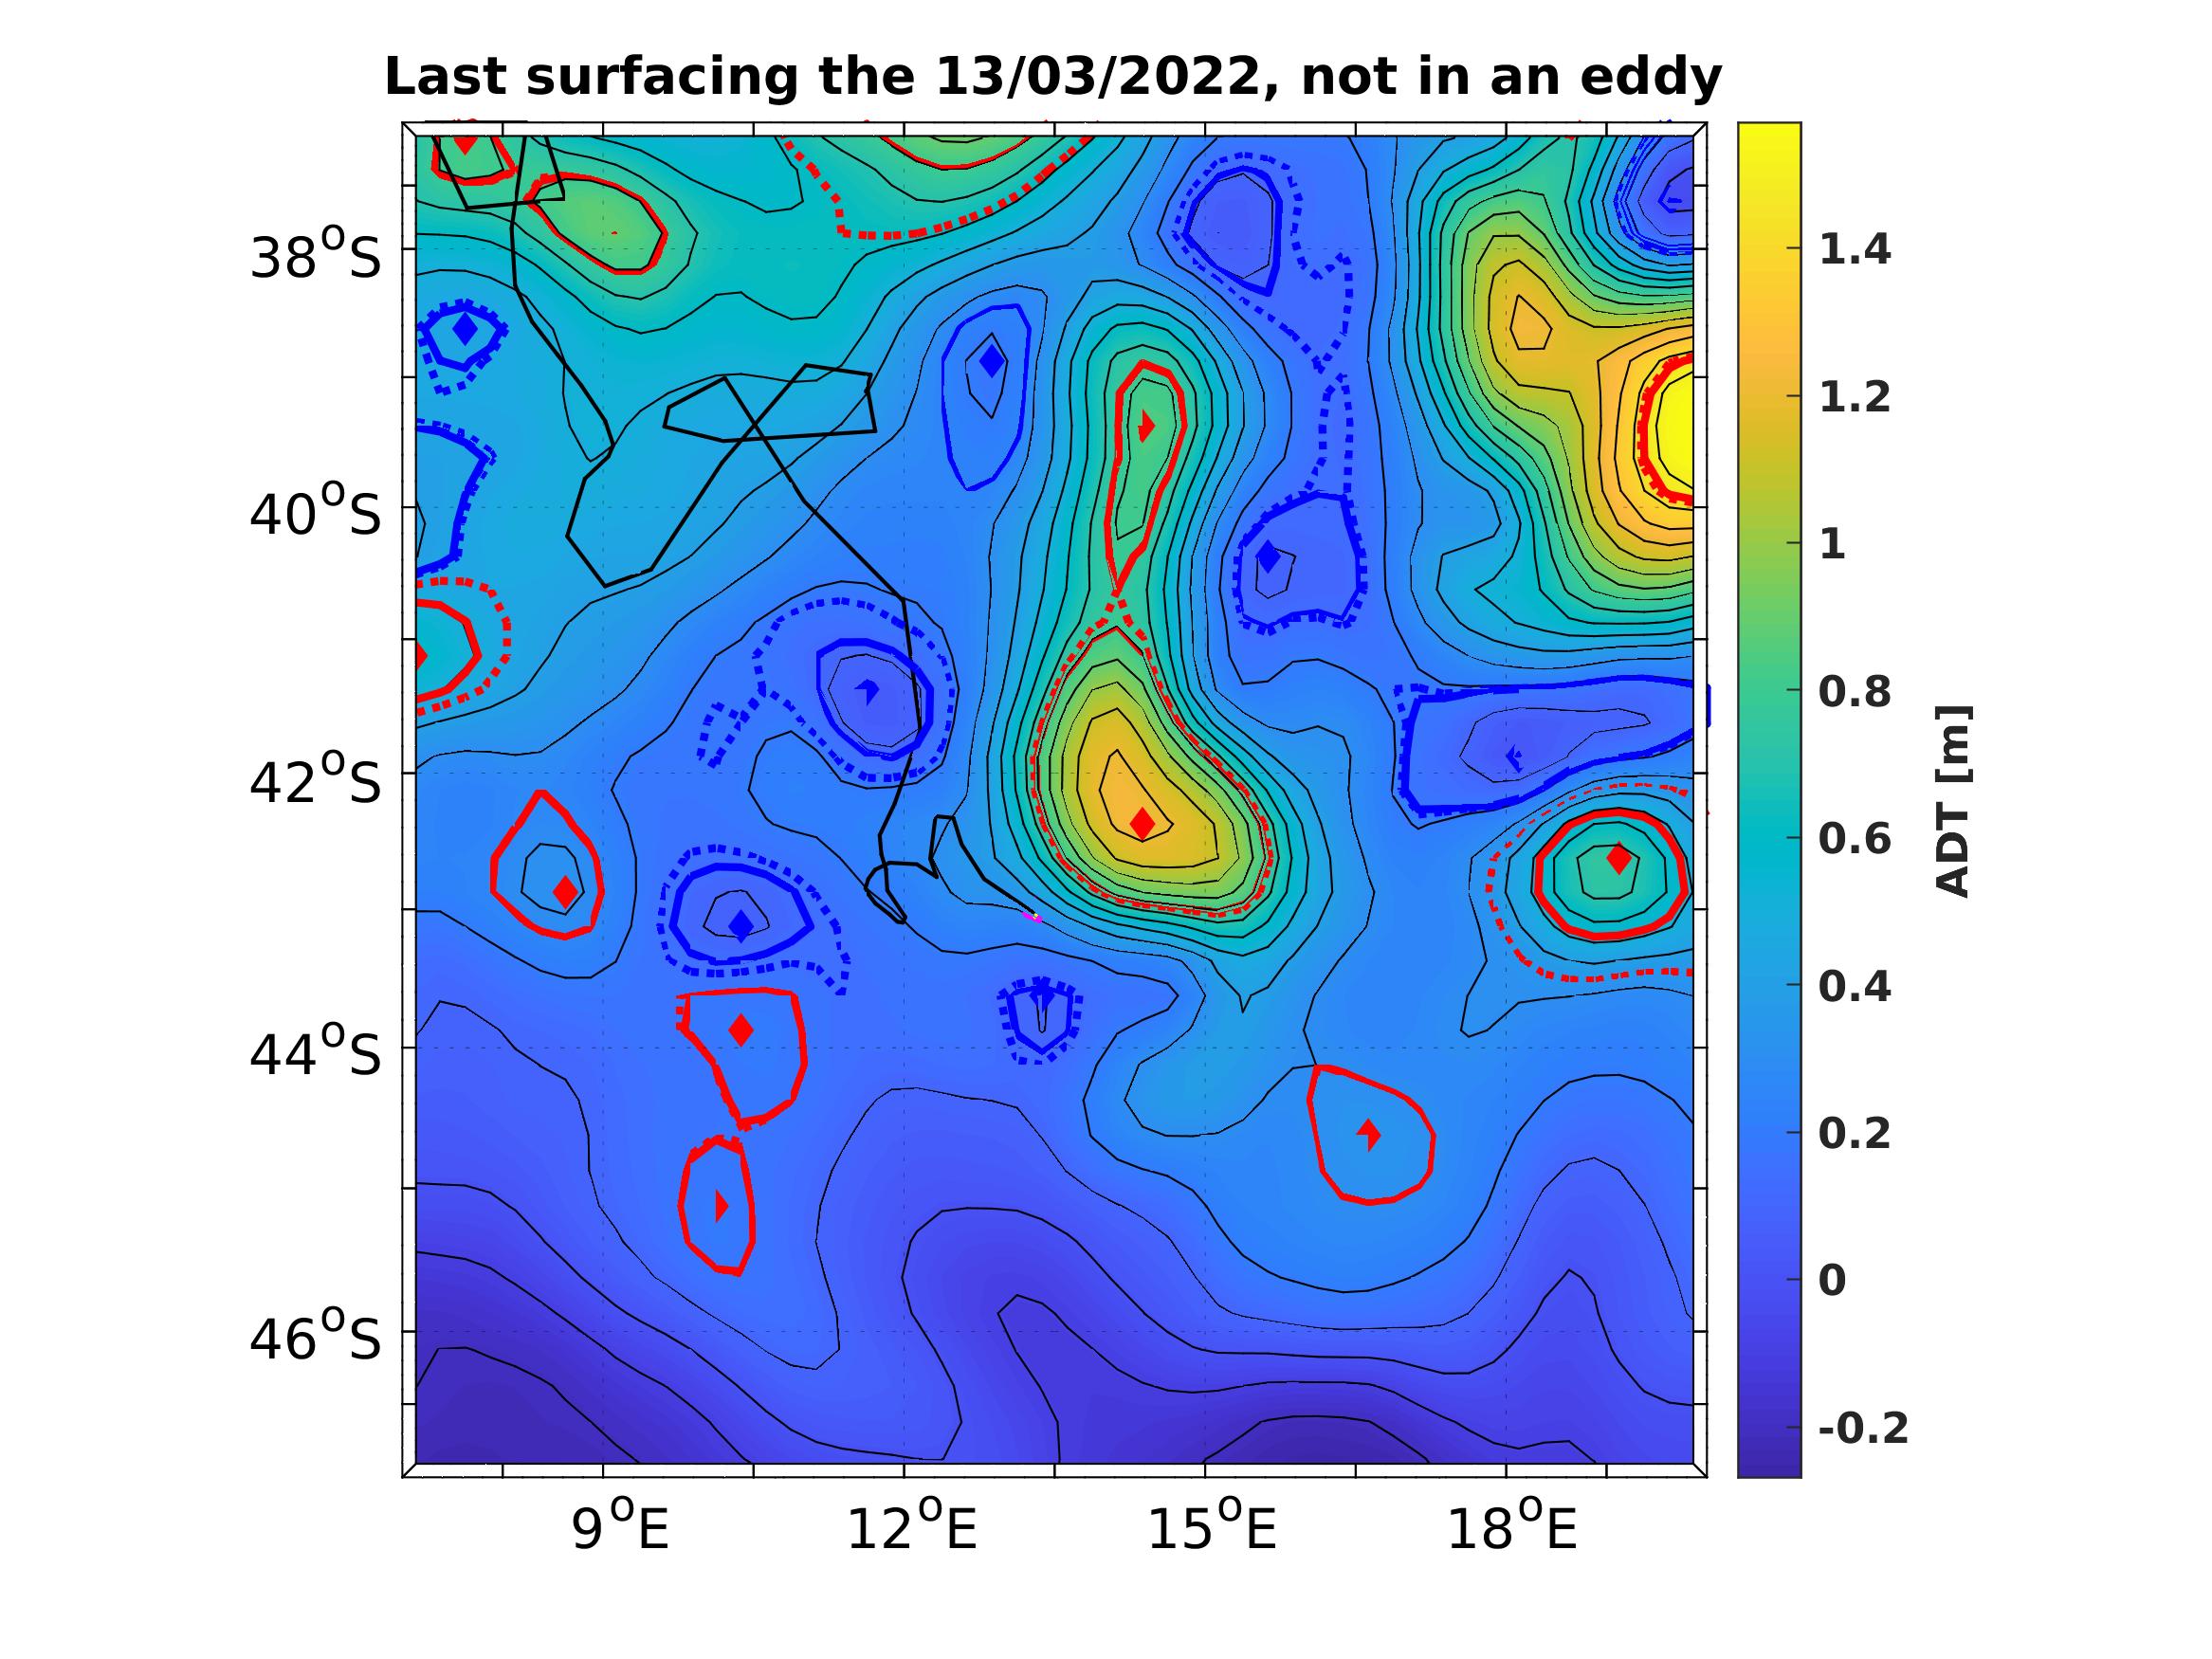 Last surfacing the 13/03/2022, not in an eddy
38°S
40°S
42°S
44°S
46°S
9°E
12°E
15°E
18°E
1.4
1.2
1
0.8
0.6
0.4
0.2
0
-0.2
ADT [m]